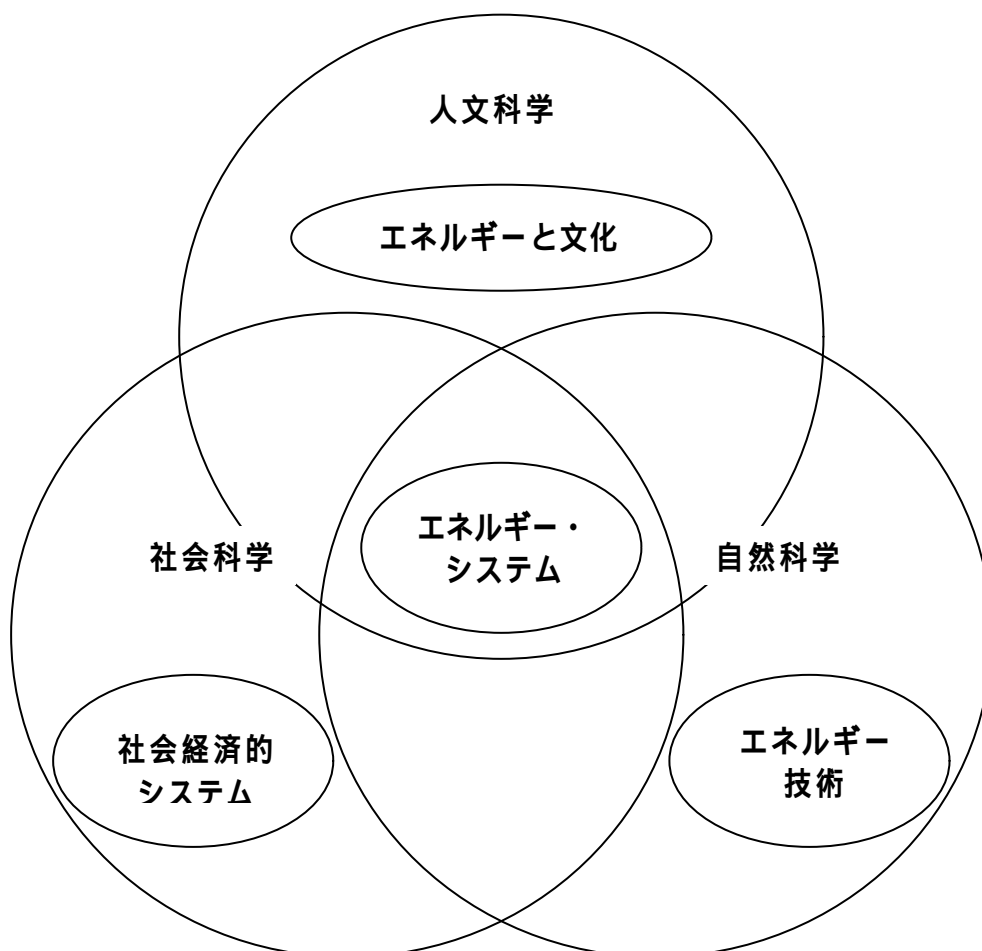 人文科学
エネルギーと文化
エネルギー・
システム
社会科学
自然科学
社会経済的
システム
エネルギー
技術